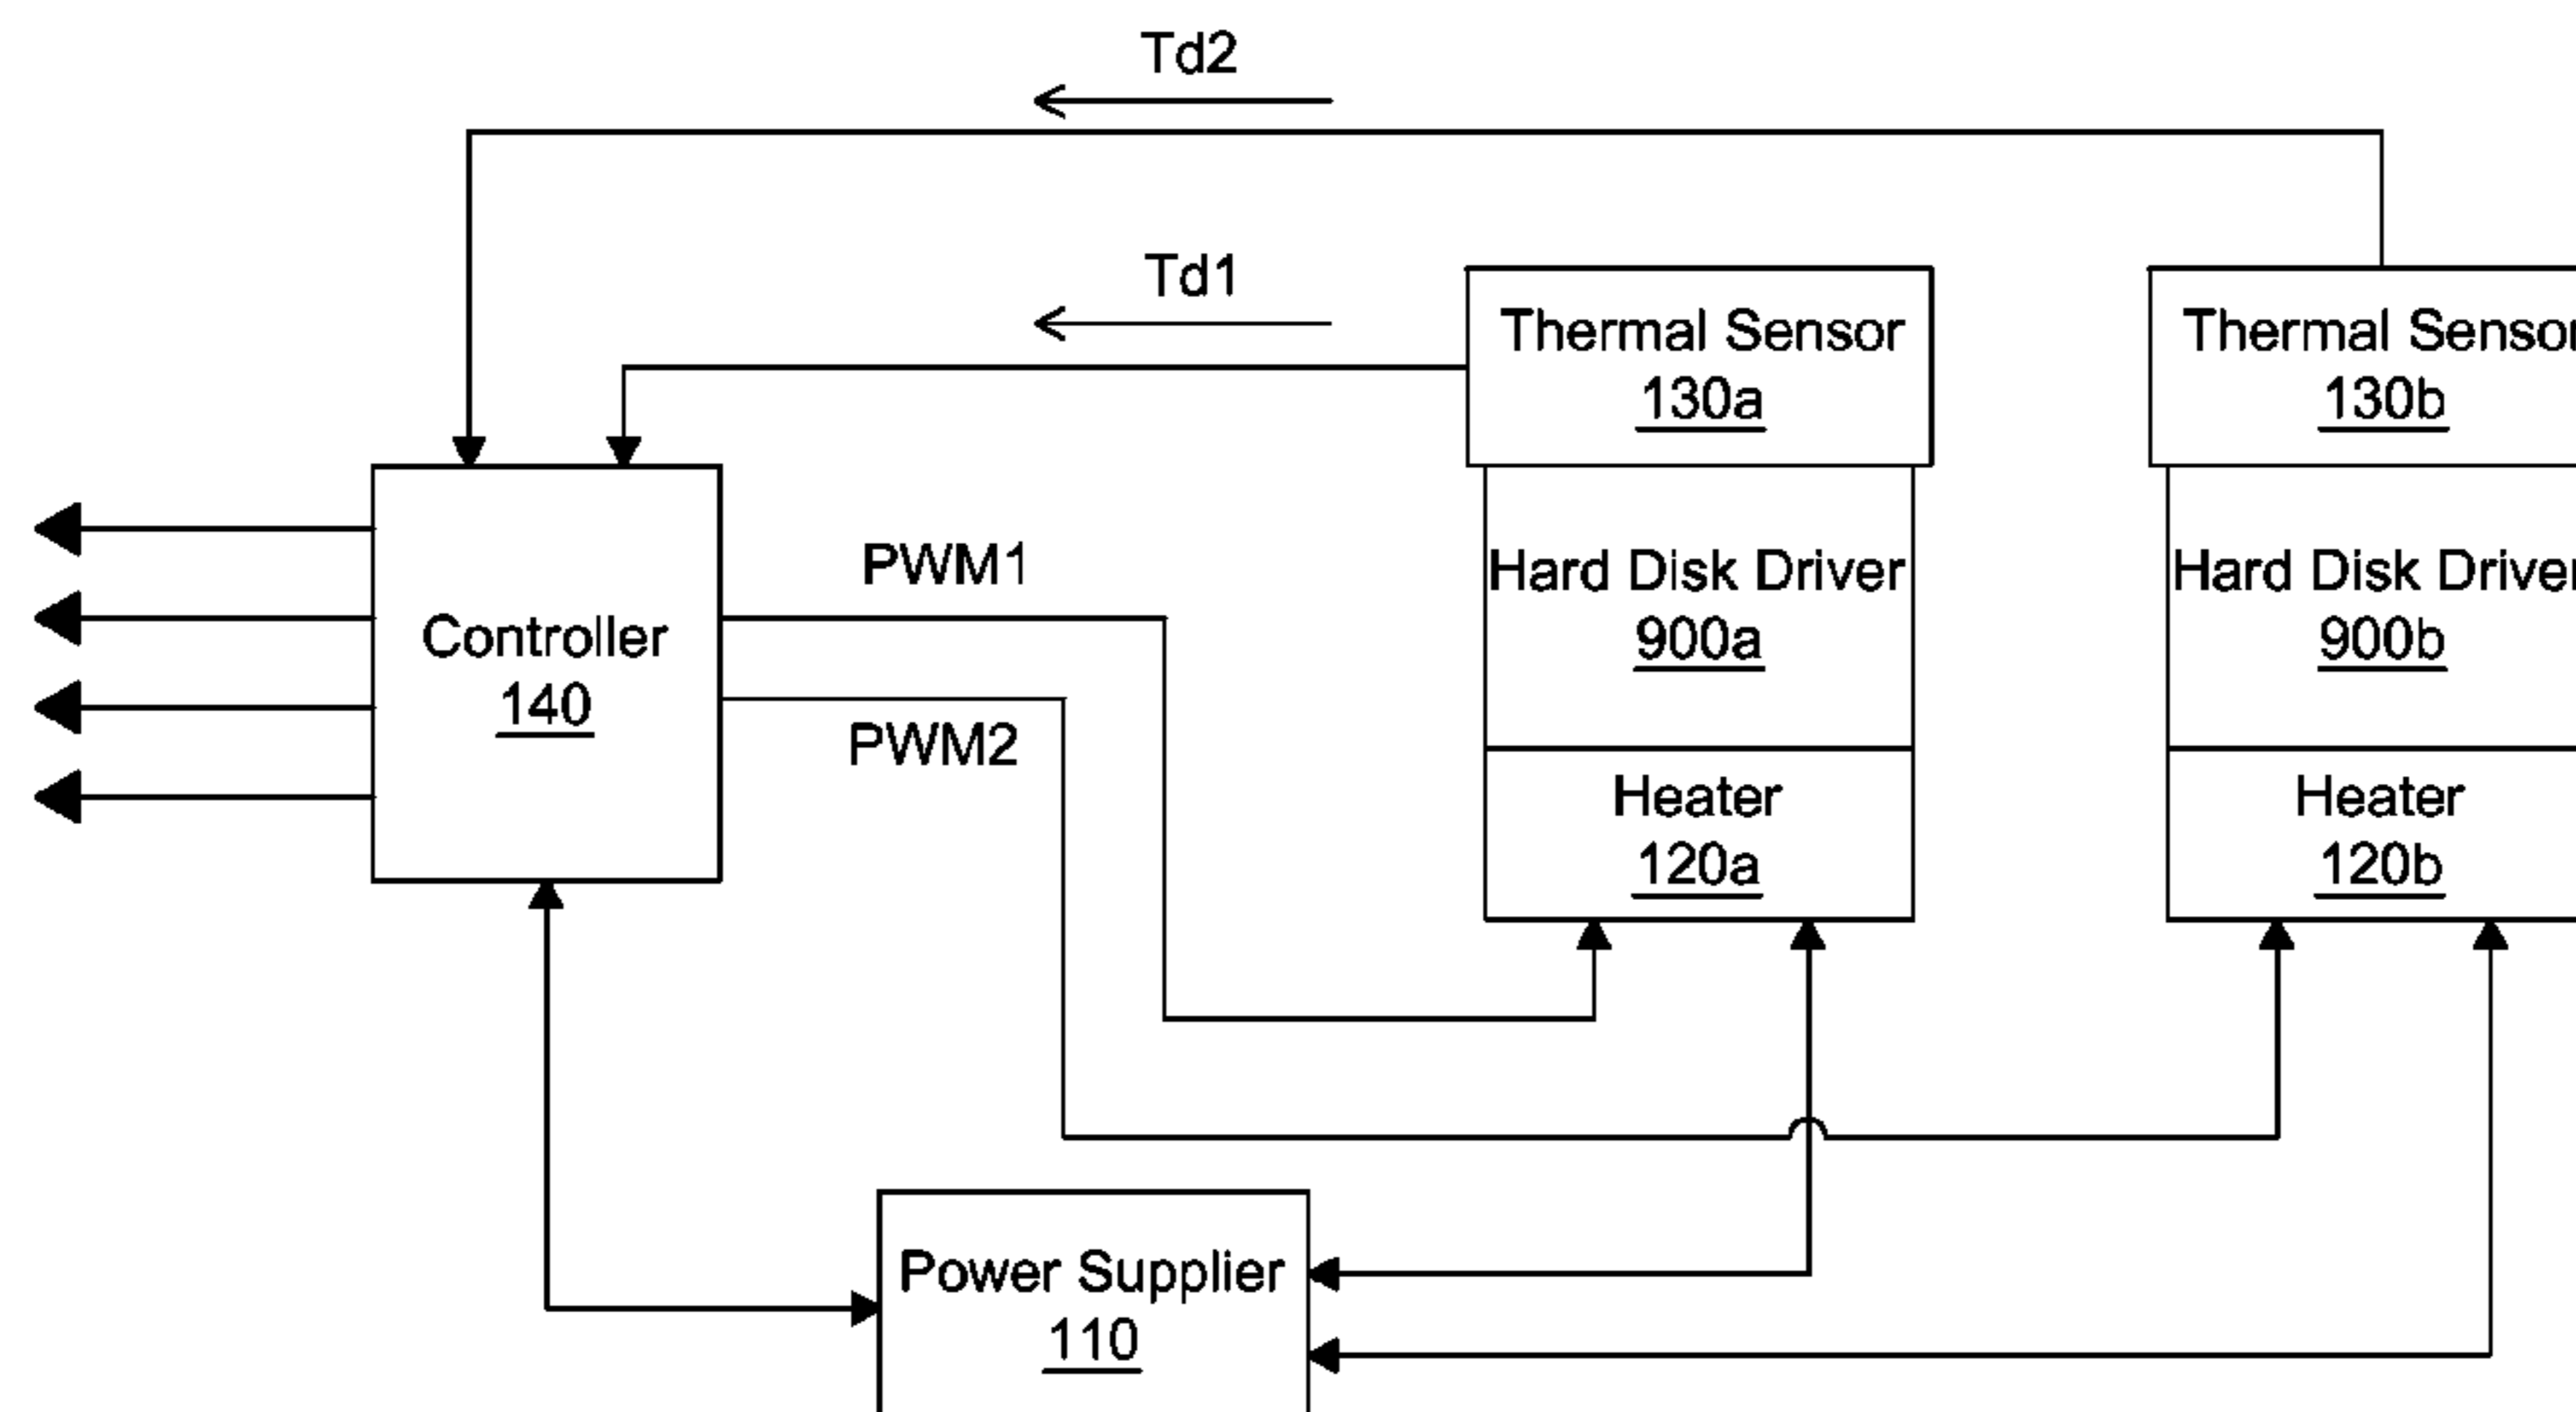 Td2
Td1
Thermal Sensor
130a
Thermal Sensor
130b
Hard Disk Driver
900a
Hard Disk Driver
900b
PWM1
Controller
140
PWM2
Heater
120a
Heater
120b
Power Supplier
110